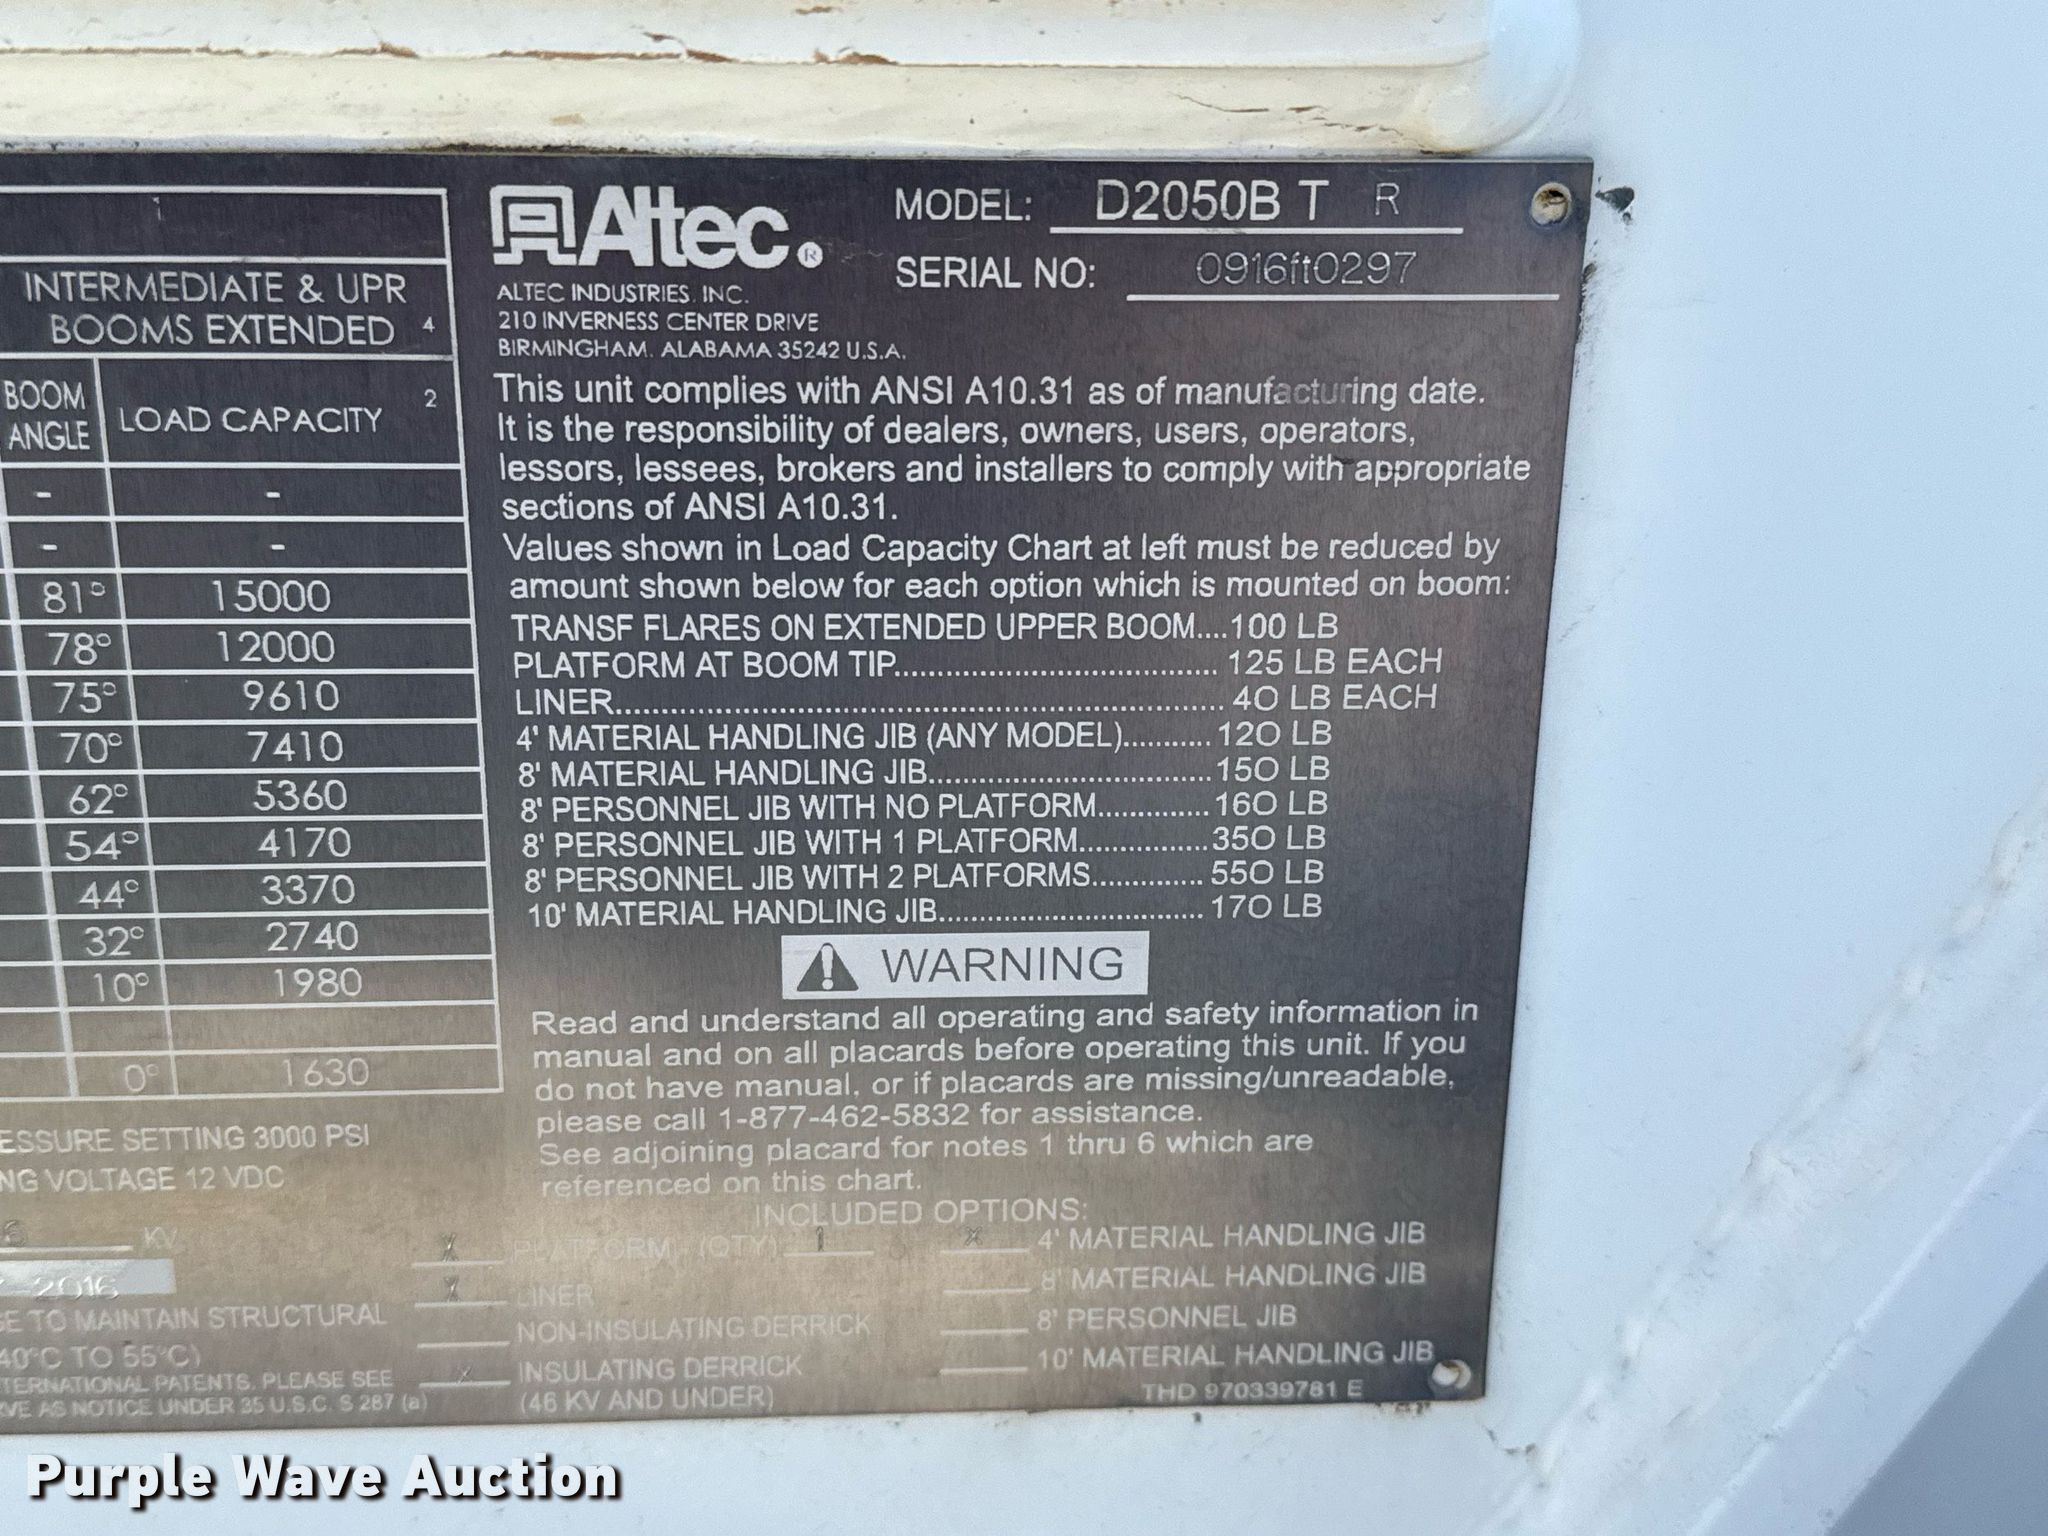 INTERMEDIATE & UPR
BOOMS EXTENDED 4
BOOM
ANGLE
LOAD CAPACITY 2
- -
- -
81° 15000
78° 12000
75° 9610
70° 7410
62° 5360
54° 4170
44° 3370
32° 2740
10° 1980
0° 1630
ESSURE SETTING 3000 PSI
NG VOLTAGE 12 VDC
KV
2016
SE TO MAINTAIN STRUCTURAL
40°C TO 55°C)
TERNATIONAL PATENTS. PLEASE SEE
RVE AS NOTICE UNDER 35 U.S.C. S 287 (a)
Altec®
MODEL: D2050B T R
SERIAL NO: 0916ft0297
ALTEC INDUSTRIES, INC.
210 INVERNESS CENTER DRIVE
BIRMINGHAM, ALABAMA 35242 U.S.A.
This unit complies with ANSI A10.31 as of manufacturing date.
It is the responsibility of dealers, owners, users, operators,
lessors, lessees, brokers and installers to comply with appropriate
sections of ANSI A10.31.
Values shown in Load Capacity Chart at left must be reduced by
amount shown below for each option which is mounted on boom:
TRANSF FLARES ON EXTENDED UPPER BOOM....100 LB
PLATFORM AT BOOM TIP.................................. 125 LB EACH
LINER................................................................ 40 LB EACH
4' MATERIAL HANDLING JIB (ANY MODEL)...........120 LB
8' MATERIAL HANDLING JIB...............................150 LB
8' PERSONNEL JIB WITH NO PLATFORM............160 LB
8' PERSONNEL JIB WITH 1 PLATFORM..............350 LB
8' PERSONNEL JIB WITH 2 PLATFORMS............550 LB
10' MATERIAL HANDLING JIB.............................170 LB
WARNING
Read and understand all operating and safety information in
manual and on all placards before operating this unit. If you
do not have manual, or if placards are missing/unreadable,
please call 1-877-462-5832 for assistance.
See adjoining placard for notes 1 thru 6 which are
referenced on this chart.
INCLUDED OPTIONS:
X PLATFORM, (QTY) 1
X LINER
NON-INSULATING DERRICK
X INSULATING DERRICK
(46 KV AND UNDER)
X 4' MATERIAL HANDLING JIB
8' MATERIAL HANDLING JIB
8' PERSONNEL JIB
10' MATERIAL HANDLING JIB
THD 970339781 E
Purple Wave Auction